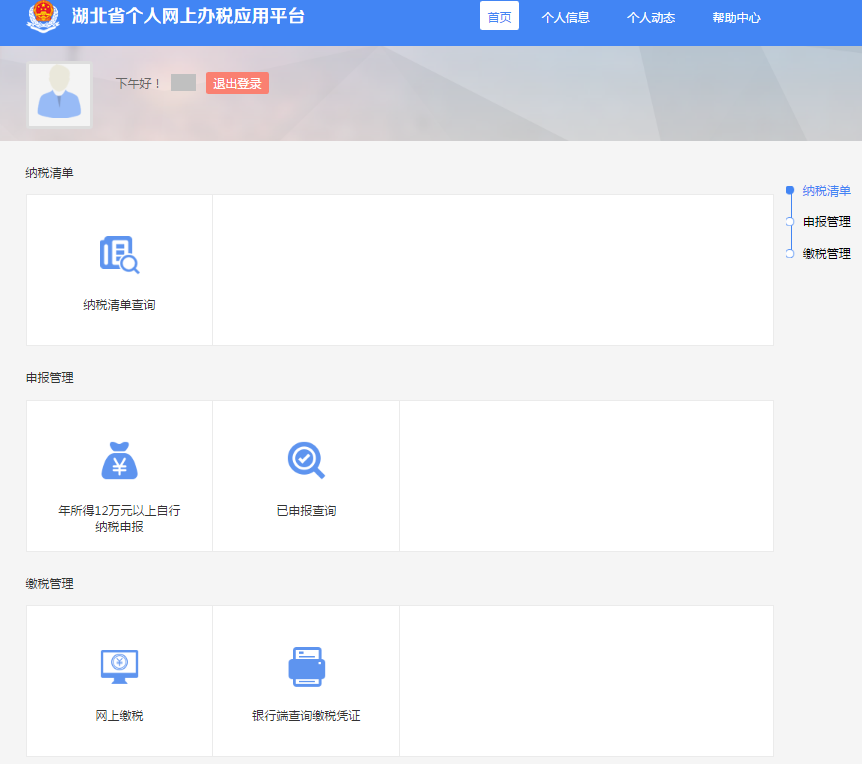 湖北省个人网上办税应用平台
首页
个人信息
个人动态
帮助中心
下午好！
退出登录
纳税清单
纳税清单查询
申报管理
年所得12万元以上自行
纳税申报
已申报查询
缴税管理
网上缴税
银行端查询缴税凭证
纳税清单
申报管理
缴税管理